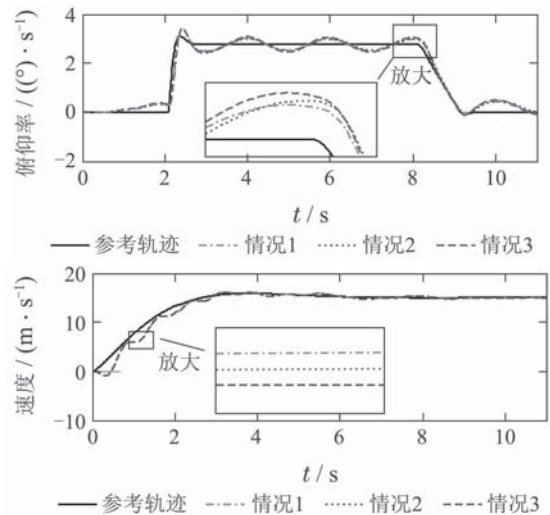 俯仰率 / ((°) · s⁻¹)
4
2
0
−2
放大
0 2 4 6 8 10
t / s
参考轨迹 情况1 情况2 情况3
速度 / (m · s⁻¹)
20
10
0
−10
放大
0 2 4 6 8 10
t / s
参考轨迹 情况1 情况2 情况3